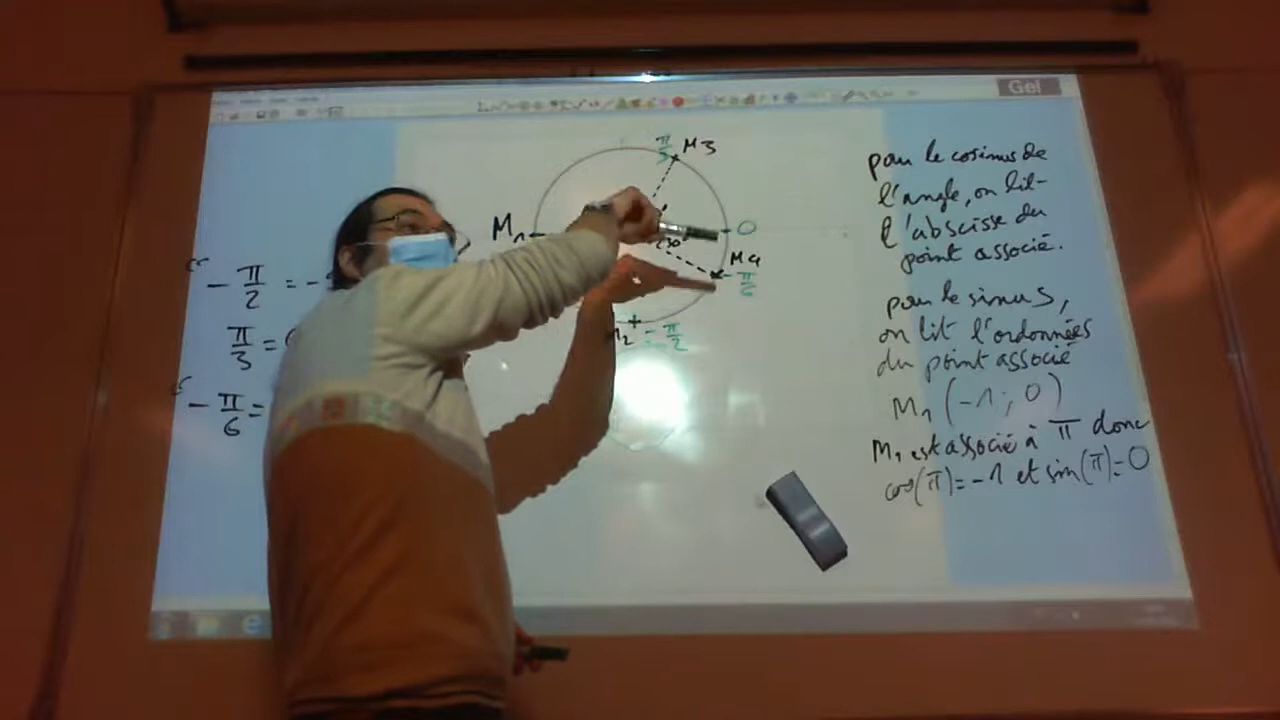 Gel
π/3 M3
M1
0
M4
-π/6
30°
M2 -π/2
-π/2 = -
π/3 =
-π/6 =
pour le cosinus de
l'angle, on lit
l'abscisse du
point associé.
pour le sinus,
on lit l'ordonnées
du point associé
M1 (-1; 0)
M1 est associé à π donc
cos(π)=-1 et sin(π)=0